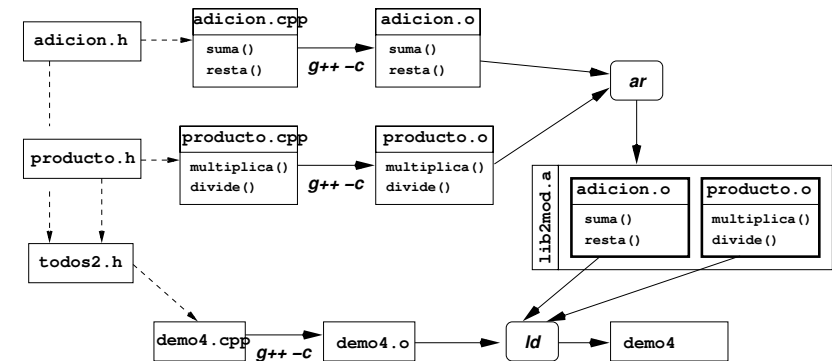 adicion.h
adicion.cpp
suma()
resta()
g++ −c
adicion.o
suma()
resta()
ar
producto.h
producto.cpp
multiplica()
divide()
g++ −c
producto.o
multiplica()
divide()
lib2mod.a
adicion.o
suma()
resta()
producto.o
multiplica()
divide()
todos2.h
demo4.cpp
g++ −c
demo4.o
ld
demo4